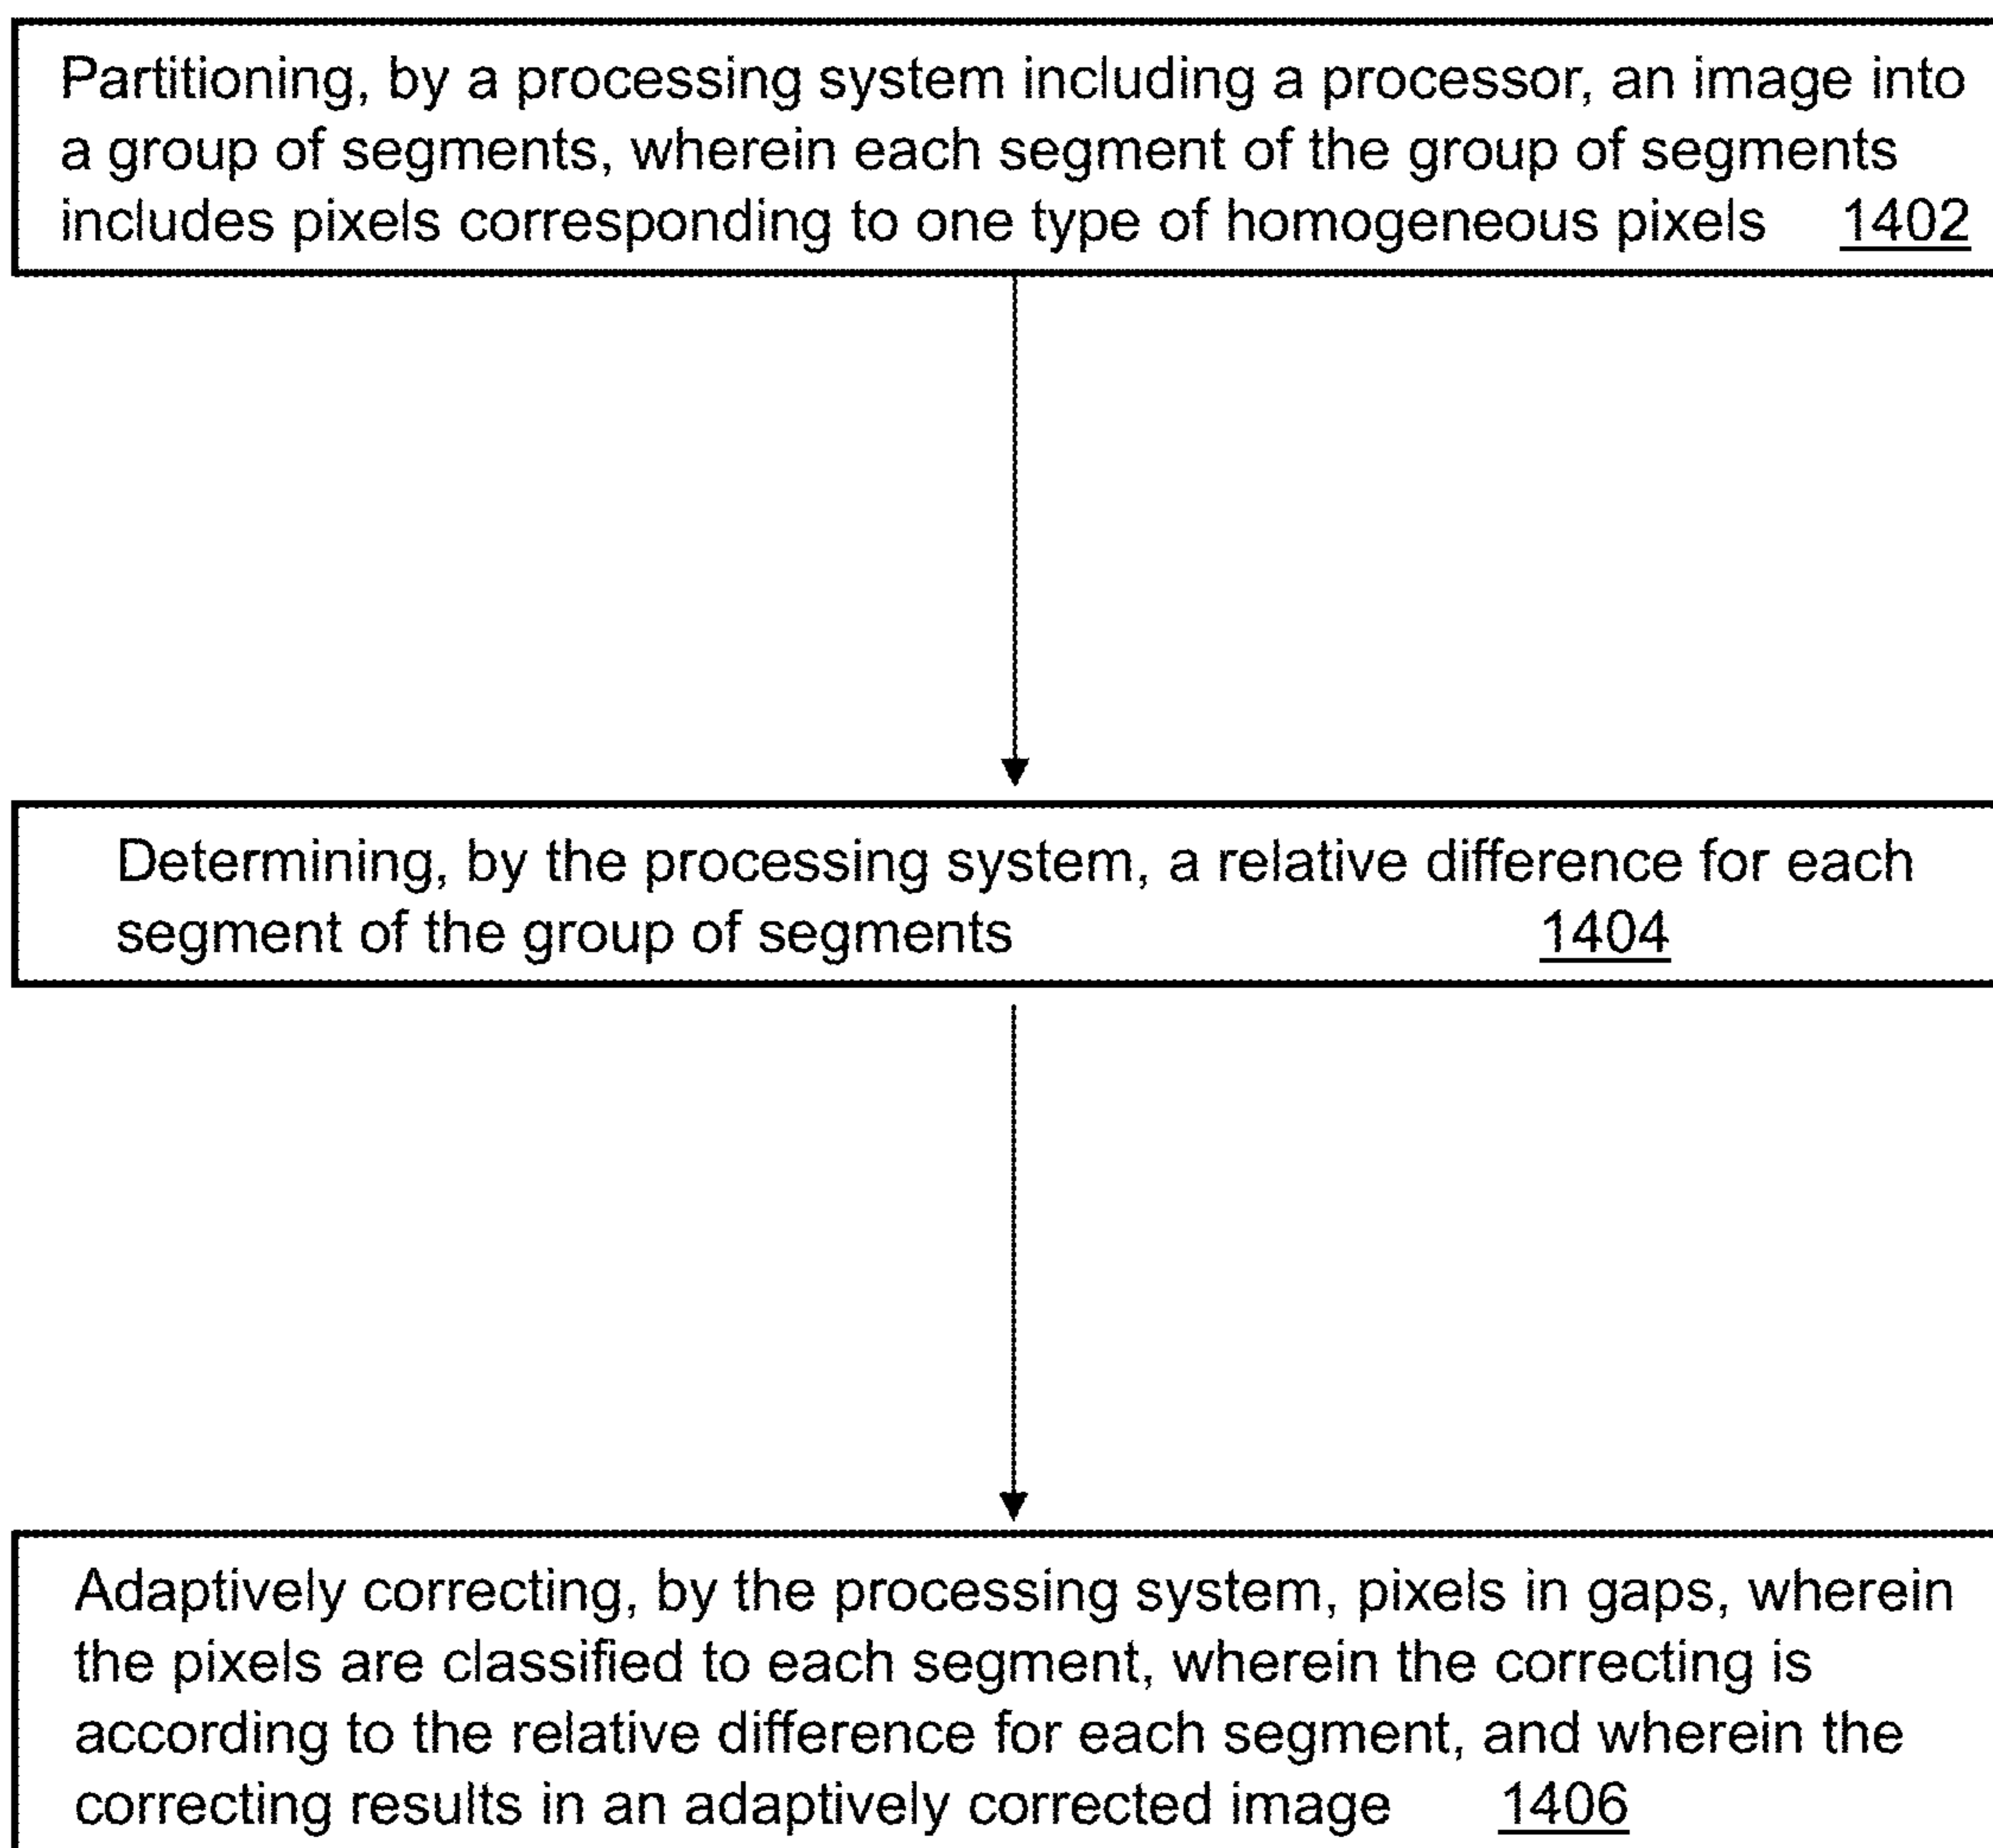 Partitioning, by a processing system including a processor, an image into
a group of segments, wherein each segment of the group of segments
includes pixels corresponding to one type of homogeneous pixels 1402
Determining, by the processing system, a relative difference for each
segment of the group of segments 1404
Adaptively correcting, by the processing system, pixels in gaps, wherein
the pixels are classified to each segment, wherein the correcting is
according to the relative difference for each segment, and wherein the
correcting results in an adaptively corrected image 1406